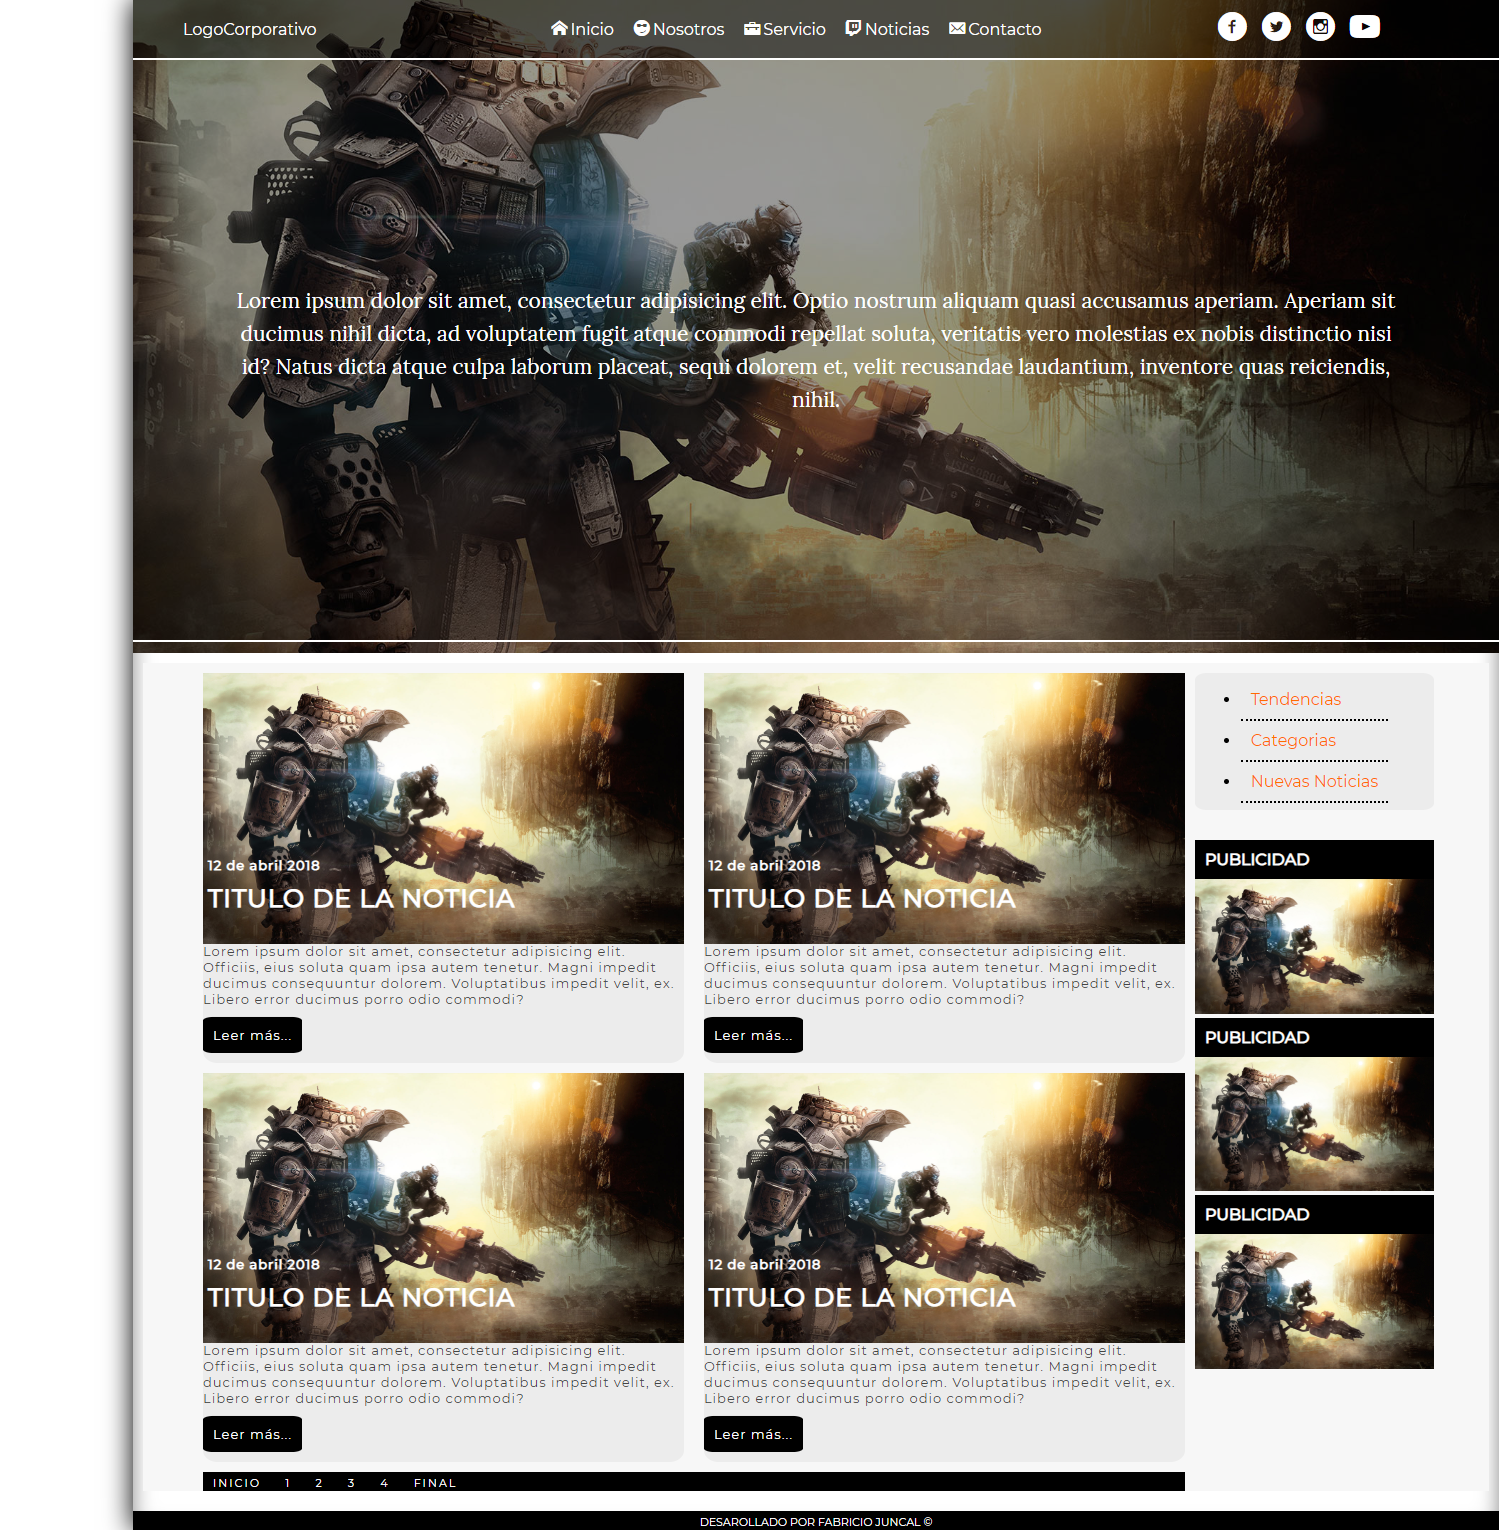 LogoCorporativo
Inicio Nosotros Servicio Noticias Contacto
Lorem ipsum dolor sit amet, consectetur adipisicing elit. Optio nostrum aliquam quasi accusamus aperiam. Aperiam sit
ducimus nihil dicta, ad voluptatem fugit atque commodi repellat soluta, veritatis vero molestias ex nobis distinctio nisi
id? Natus dicta atque culpa laborum placeat, sequi dolorem et, velit recusandae laudantium, inventore quas reiciendis,
nihil.
12 de abril 2018
TITULO DE LA NOTICIA
Lorem ipsum dolor sit amet, consectetur adipisicing elit.
Officiis, eius soluta quam ipsa autem tenetur. Magni impedit
ducimus consequuntur dolorem. Voluptatibus impedit velit, ex.
Libero error ducimus porro odio commodi?
Leer más...
12 de abril 2018
TITULO DE LA NOTICIA
Lorem ipsum dolor sit amet, consectetur adipisicing elit.
Officiis, eius soluta quam ipsa autem tenetur. Magni impedit
ducimus consequuntur dolorem. Voluptatibus impedit velit, ex.
Libero error ducimus porro odio commodi?
Leer más...
12 de abril 2018
TITULO DE LA NOTICIA
Lorem ipsum dolor sit amet, consectetur adipisicing elit.
Officiis, eius soluta quam ipsa autem tenetur. Magni impedit
ducimus consequuntur dolorem. Voluptatibus impedit velit, ex.
Libero error ducimus porro odio commodi?
Leer más...
12 de abril 2018
TITULO DE LA NOTICIA
Lorem ipsum dolor sit amet, consectetur adipisicing elit.
Officiis, eius soluta quam ipsa autem tenetur. Magni impedit
ducimus consequuntur dolorem. Voluptatibus impedit velit, ex.
Libero error ducimus porro odio commodi?
Leer más...
INICIO 1 2 3 4 FINAL
Tendencias
Categorias
Nuevas Noticias
PUBLICIDAD
PUBLICIDAD
PUBLICIDAD
DESAROLLADO POR FABRICIO JUNCAL ©